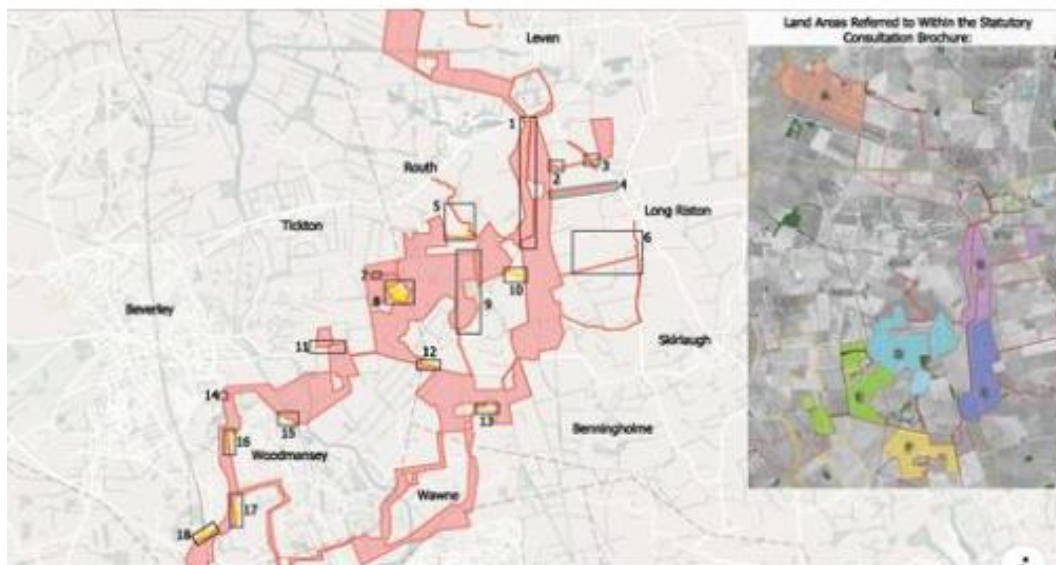 Land Areas Referred to Within the Statutory
Consultation Brochure:
Leven
1
2
3
Routh
4
5
Long Riston
Tickton
6
7
10
8
9
Beverley
11
12
Skirlaugh
14
13
15
16
Benningholme
Woodmansey
Wawne
17
18